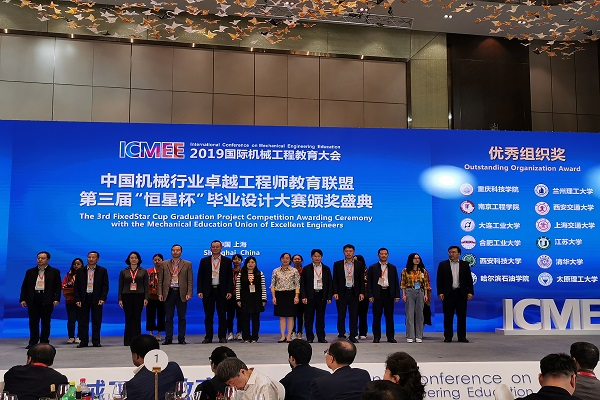 ICMEE
International Conference on Mechanical Engineering Education
2019国际机械工程教育大会
中国机械行业卓越工程师教育联盟
第三届“恒星杯”毕业设计大赛颁奖盛典
The 3rd FixedStar Cup Graduation Project Competition Awarding Ceremony
with the Mechanical Education Union of Excellent Engineers
中国 上海
Shanghai China
优秀组织奖
Outstanding Organization Award
重庆科技学院
兰州理工大学
南京工程学院
西安交通大学
大连工业大学
上海交通大学
合肥工业大学
江苏大学
西安科技大学
清华大学
哈尔滨石油学院
太原理工大学
ICMEE
1
onference on
Engineering Education